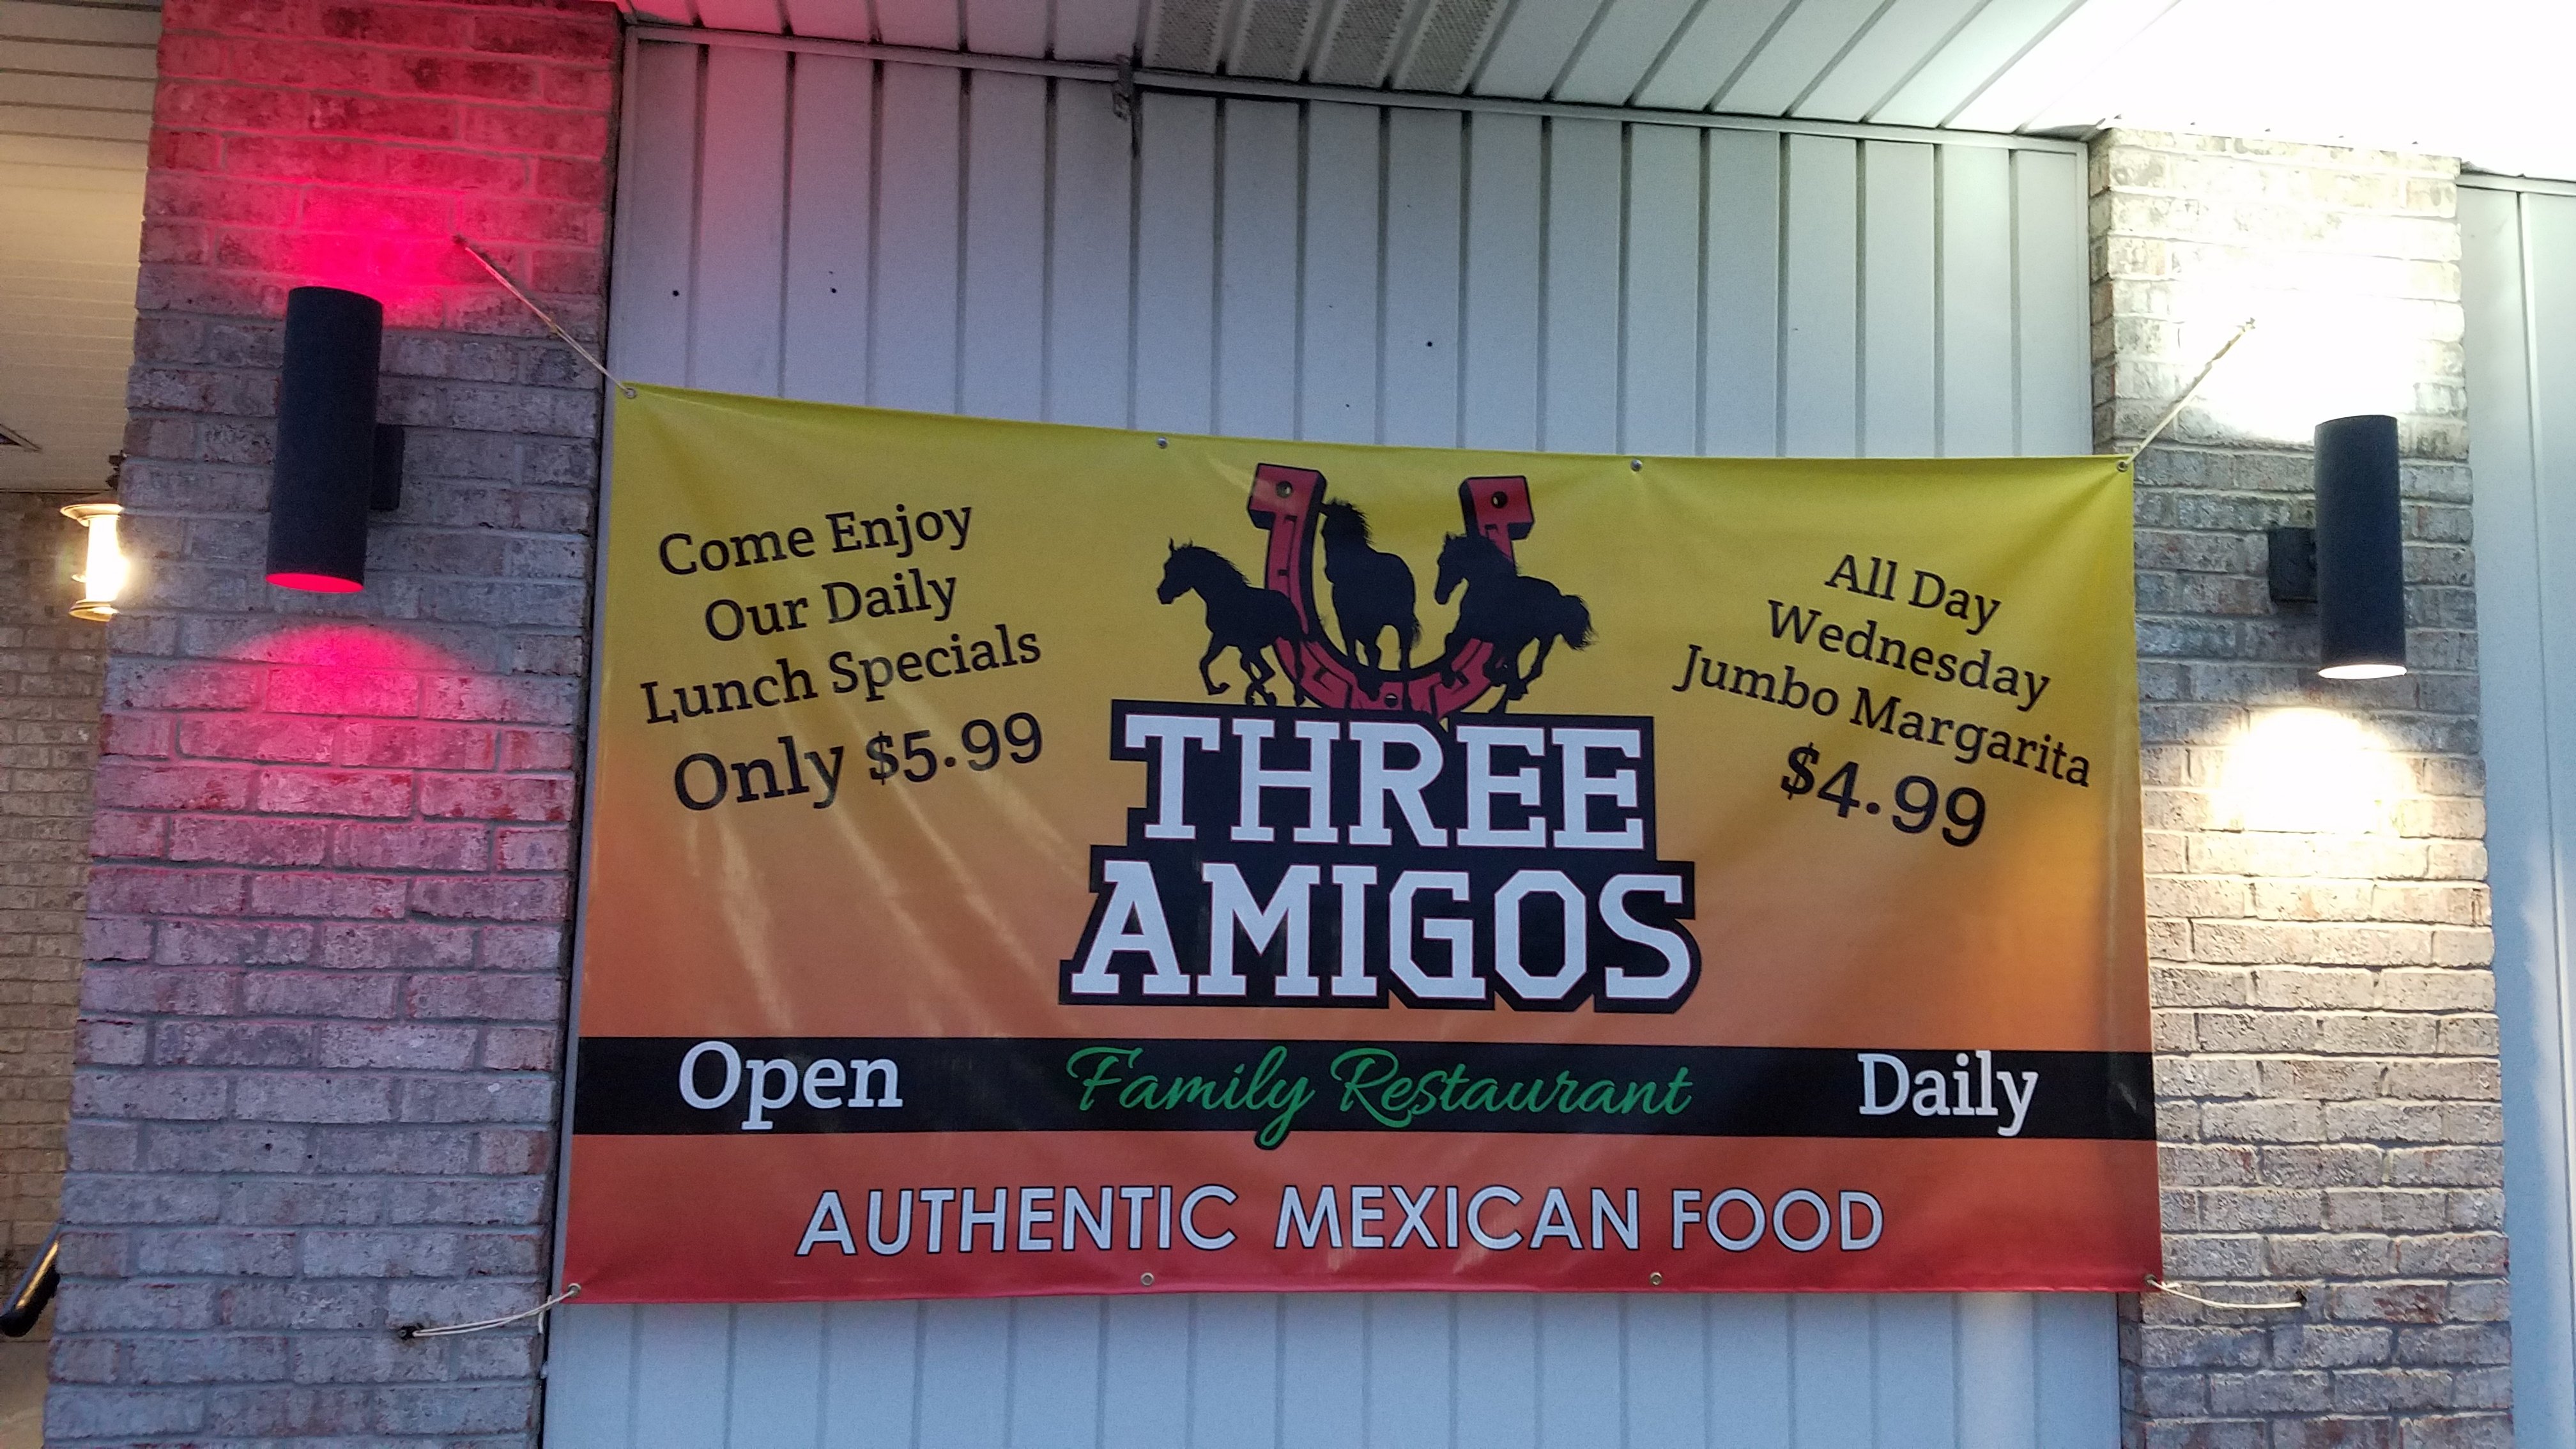 Come Enjoy
Our Daily
Lunch Specials
Only $5.99
All Day
Wednesday
Jumbo Margarita
$4.99
THREE
AMIGOS
Open Family Restaurant Daily
AUTHENTIC MEXICAN FOOD